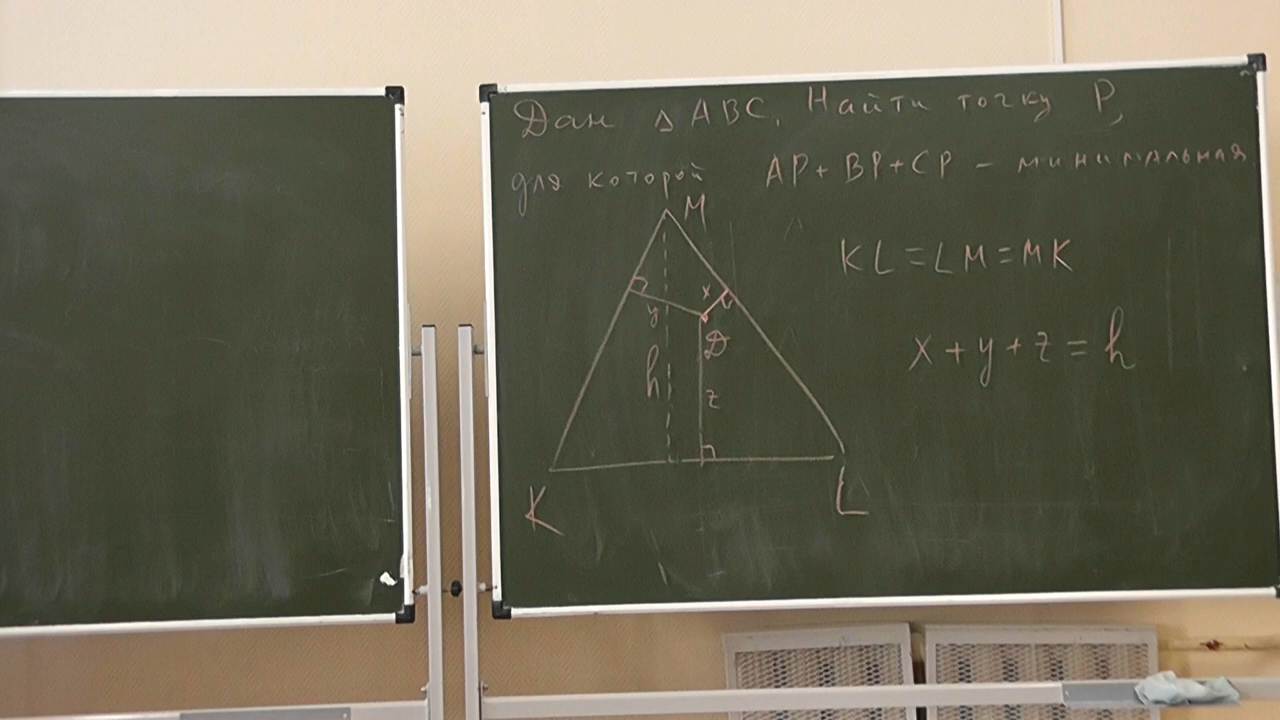 Дан △ABC. Найти точку P,
для которой AP + BP + CP – минимальная
M
KL = LM = MK
x
y
D
x + y + z = h
h
z
K
L